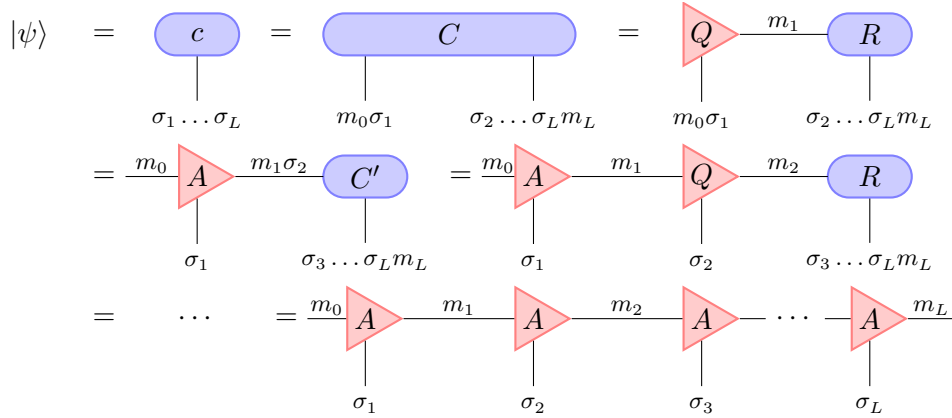 |ψ⟩ = c = C = Q m₁ R
σ₁ … σ_L m₀σ₁ σ₂ … σ_L m_L m₀σ₁ σ₂ … σ_L m_L
= m₀ A m₁σ₂ C′ = m₀ A m₁ Q m₂ R
σ₁ σ₃ … σ_L m_L σ₁ σ₂ σ₃ … σ_L m_L
= ⋯ = m₀ A m₁ A m₂ A ⋯ A m_L
σ₁ σ₂ σ₃ σ_L